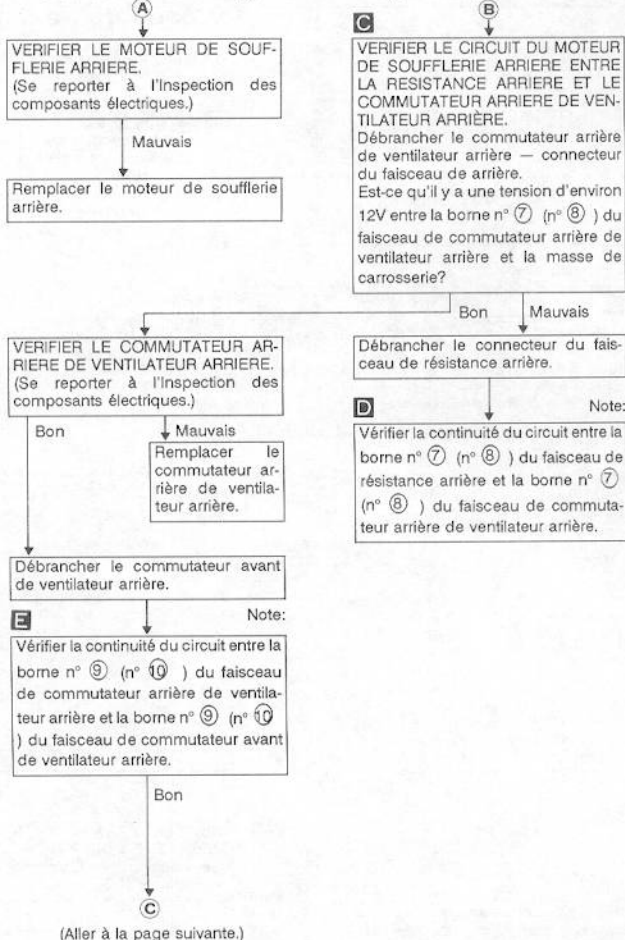 A
VERIFIER LE MOTEUR DE SOUF-
FLERIE ARRIERE.
(Se reporter à l'Inspection des
composants électriques.)
Mauvais
Remplacer le moteur de soufflerie
arrière.
B
C
VERIFIER LE CIRCUIT DU MOTEUR
DE SOUFFLERIE ARRIERE ENTRE
LA RESISTANCE ARRIERE ET LE
COMMUTATEUR ARRIERE DE VEN-
TILATEUR ARRIÈRE.
Débrancher le commutateur arrière
de ventilateur arrière — connecteur
du faisceau de arrière.
Est-ce qu'il y a une tension d'environ
12V entre la borne n° ⑦ (n° ⑧ ) du
faisceau de commutateur arrière de
ventilateur arrière et la masse de
carrosserie?
Bon
Mauvais
VERIFIER LE COMMUTATEUR AR-
RIERE DE VENTILATEUR ARRIERE.
(Se reporter à l'Inspection des
composants électriques.)
Bon
Mauvais
Remplacer le
commutateur ar-
rière de ventila-
teur arrière.
Débrancher le commutateur avant
de ventilateur arrière.
E
Note:
Vérifier la continuité du circuit entre la
borne n° ⑨ (n° ⑩ ) du faisceau
de commutateur arrière de ventila-
teur arrière et la borne n° ⑨ (n° ⑩
) du faisceau de commutateur avant
de ventilateur arrière.
Bon
C
(Aller à la page suivante.)
Débrancher le connecteur du fais-
ceau de résistance arrière.
D
Note:
Vérifier la continuité du circuit entre la
borne n° ⑦ (n° ⑧ ) du faisceau de
résistance arrière et la borne n° ⑦
(n° ⑧ ) du faisceau de commuta-
teur arrière de ventilateur arrière.